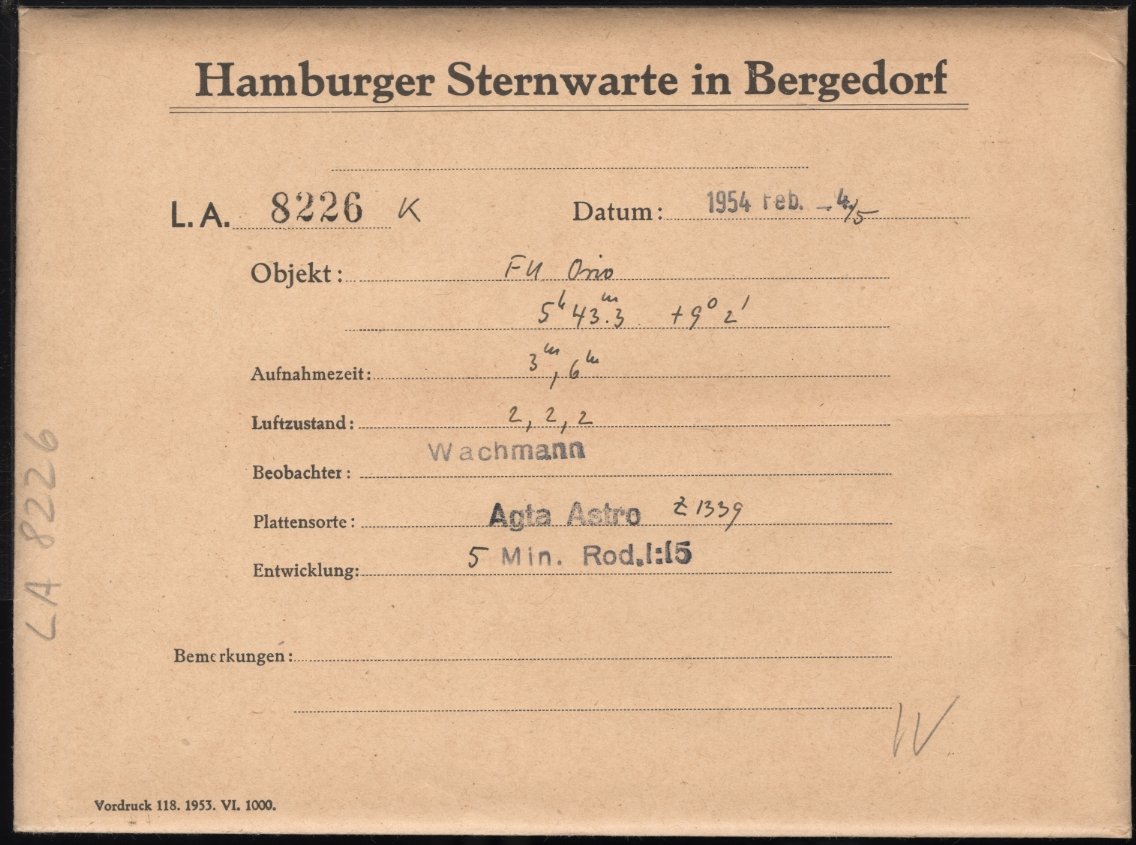 Hamburger Sternwarte in Bergedorf
L. A. 8226 K
Datum: 1954 Feb. -4./5
Objekt: FU Orio
5h 43.m3 +9° 2'
Aufnahmezeit: 3m, 6m
Luftzustand: 2, 2, 2
Beobachter: Wachmann
Plattensorte: Agfa Astro Z 1339
Entwicklung: 5 Min. Rod.1:15
Bemerkungen:
W
Vordruck 118. 1953. VI. 1000.
LA 8226